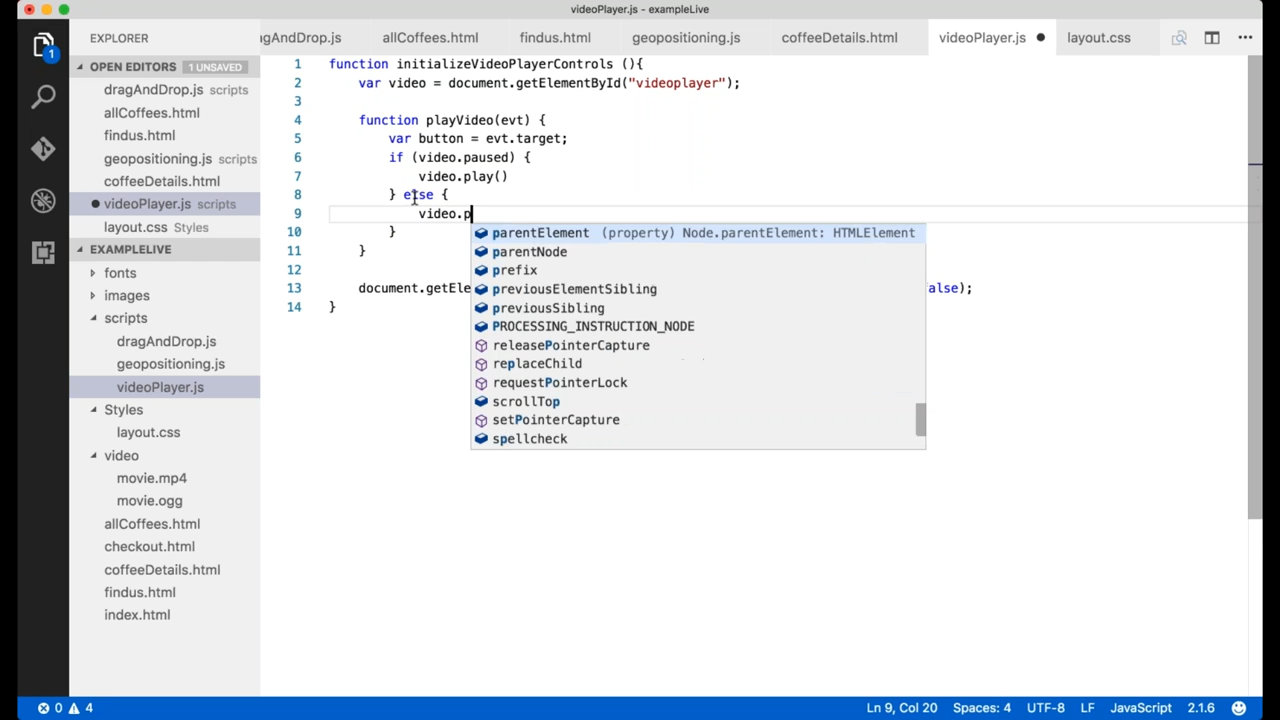 videoPlayer.js - exampleLive
EXPLORER
agAndDrop.js allCoffees.html findus.html geopositioning.js coffeeDetails.html videoPlayer.js layout.css
OPEN EDITORS 1 UNSAVED
dragAndDrop.js scripts
allCoffees.html
findus.html
geopositioning.js scripts
coffeeDetails.html
videoPlayer.js scripts
layout.css Styles
EXAMPLELIVE
fonts
images
scripts
dragAndDrop.js
geopositioning.js
videoPlayer.js
Styles
layout.css
video
movie.mp4
movie.ogg
allCoffees.html
checkout.html
coffeeDetails.html
findus.html
index.html
1
1 function initializeVideoPlayerControls (){
2 var video = document.getElementById("videoplayer");
3
4 function playVideo(evt) {
5 var button = evt.target;
6 if (video.paused) {
7 video.play()
8 } else {
9 video.p
10 }
11 }
12
13 document.getEle alse);
14 }
parentElement (property) Node.parentElement: HTMLElement
parentNode
prefix
previousElementSibling
previousSibling
PROCESSING_INSTRUCTION_NODE
releasePointerCapture
replaceChild
requestPointerLock
scrollTop
setPointerCapture
spellcheck
0 4 Ln 9, Col 20 Spaces: 4 UTF-8 LF JavaScript 2.1.6